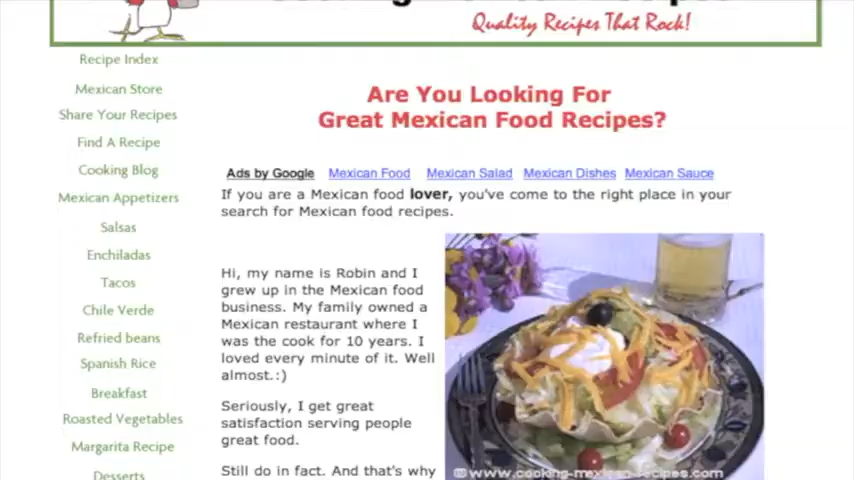 Quality Recipes That Rock!
Recipe Index
Mexican Store
Share Your Recipes
Find A Recipe
Cooking Blog
Mexican Appetizers
Salsas
Enchiladas
Tacos
Chile Verde
Refried beans
Spanish Rice
Breakfast
Roasted Vegetables
Margarita Recipe
Desserts
Are You Looking For
Great Mexican Food Recipes?
Ads by Google Mexican Food Mexican Salad Mexican Dishes Mexican Sauce
If you are a Mexican food lover, you've come to the right place in your
search for Mexican food recipes.
Hi, my name is Robin and I
grew up in the Mexican food
business. My family owned a
Mexican restaurant where I
was the cook for 10 years. I
loved every minute of it. Well
almost.:)
Seriously, I get great
satisfaction serving people
great food.
Still do in fact. And that's why
©www.cooking-mexican-recipes.com